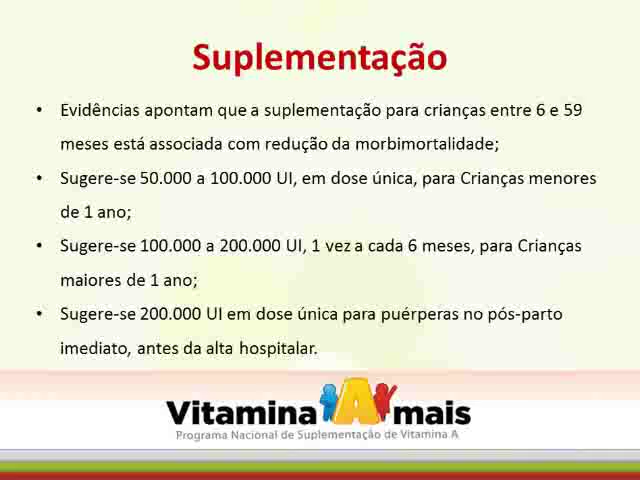 Suplementação
• Evidências apontam que a suplementação para crianças entre 6 e 59
meses está associada com redução da morbimortalidade;
• Sugere-se 50.000 a 100.000 UI, em dose única, para Crianças menores
de 1 ano;
• Sugere-se 100.000 a 200.000 UI, 1 vez a cada 6 meses, para Crianças
maiores de 1 ano;
• Sugere-se 200.000 UI em dose única para puérperas no pós-parto
imediato, antes da alta hospitalar.
Vitamina A mais
Programa Nacional de Suplementação de Vitamina A